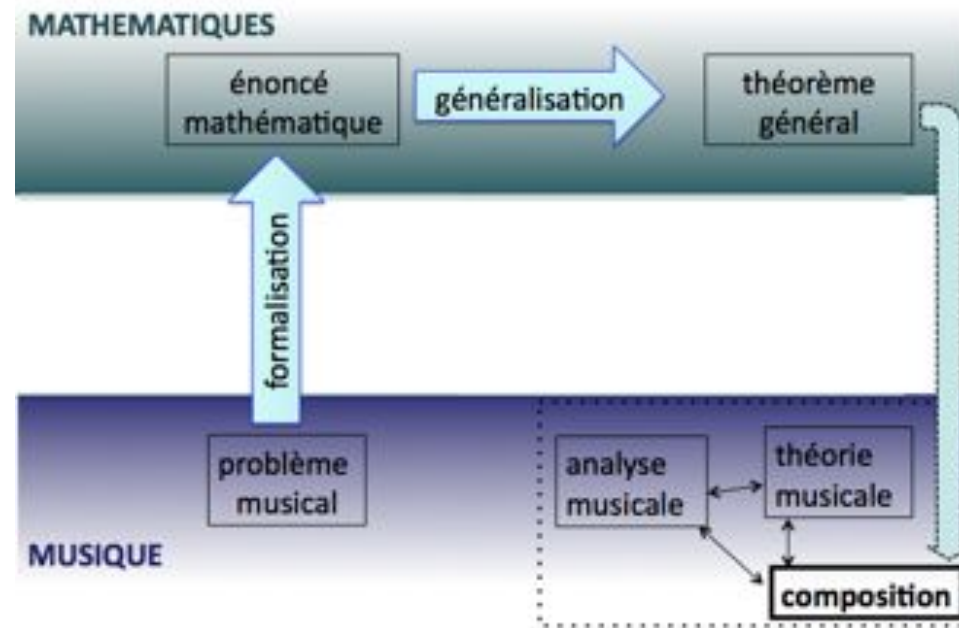 MATHEMATIQUES
énoncé
mathématique
généralisation
théorème
général
formalisation
problème
musical
analyse
musicale
théorie
musicale
MUSIQUE
composition